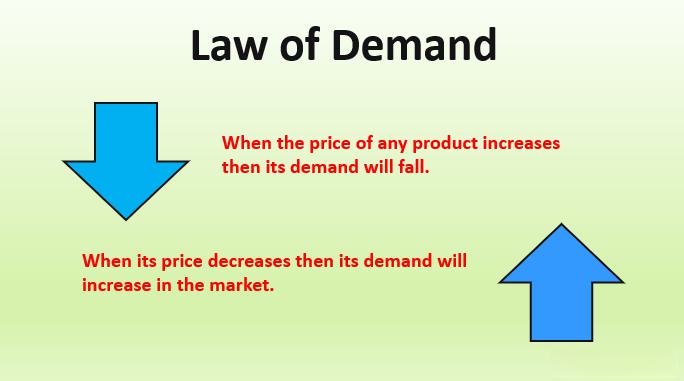 Law of Demand
When the price of any product increases
then its demand will fall.
When its price decreases then its demand will
increase in the market.